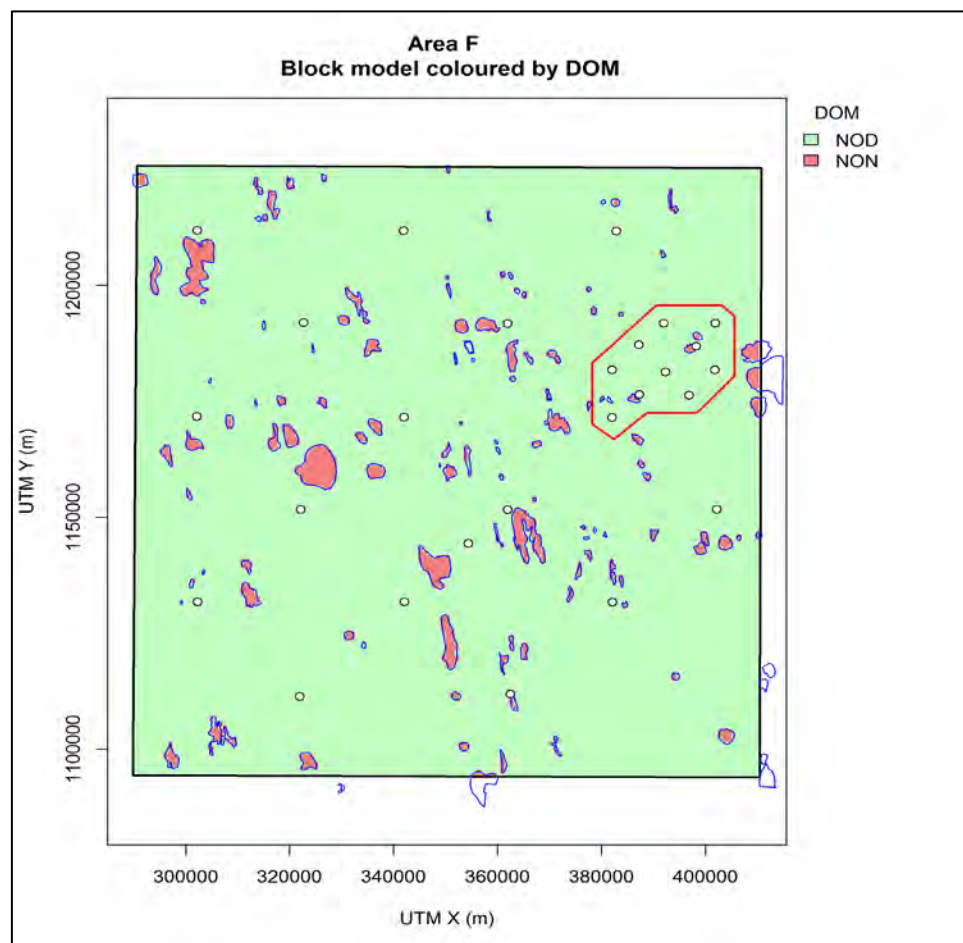 Area F
Block model coloured by DOM
DOM
NOD
NON
UTM Y (m)
1200000
1150000
1100000
300000 320000 340000 360000 380000 400000
UTM X (m)